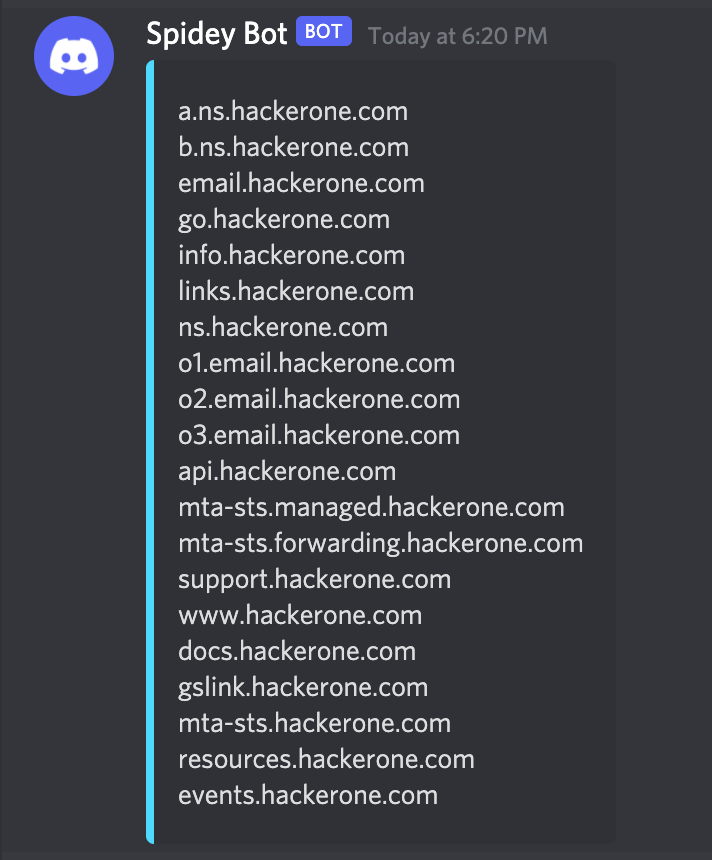 Spidey Bot BOT Today at 6:20 PM
a.ns.hackerone.com
b.ns.hackerone.com
email.hackerone.com
go.hackerone.com
info.hackerone.com
links.hackerone.com
ns.hackerone.com
o1.email.hackerone.com
o2.email.hackerone.com
o3.email.hackerone.com
api.hackerone.com
mta-sts.managed.hackerone.com
mta-sts.forwarding.hackerone.com
support.hackerone.com
www.hackerone.com
docs.hackerone.com
gslink.hackerone.com
mta-sts.hackerone.com
resources.hackerone.com
events.hackerone.com